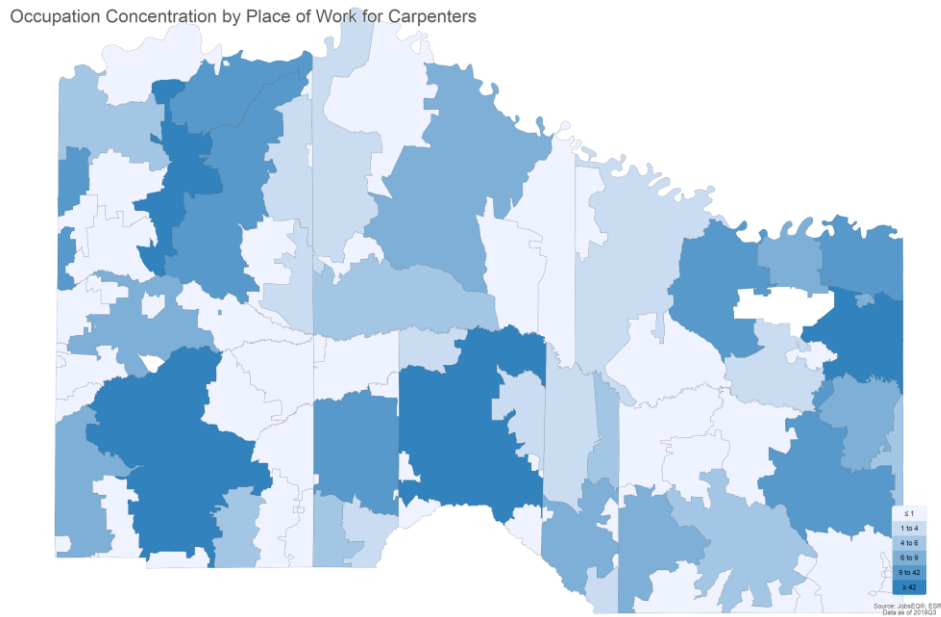 Occupation Concentration by Place of Work for Carpenters
≤ 1
1 to 4
4 to 6
6 to 9
9 to 42
≥ 42
Source: JobsEQ®, ESR
Data as of 2019Q3